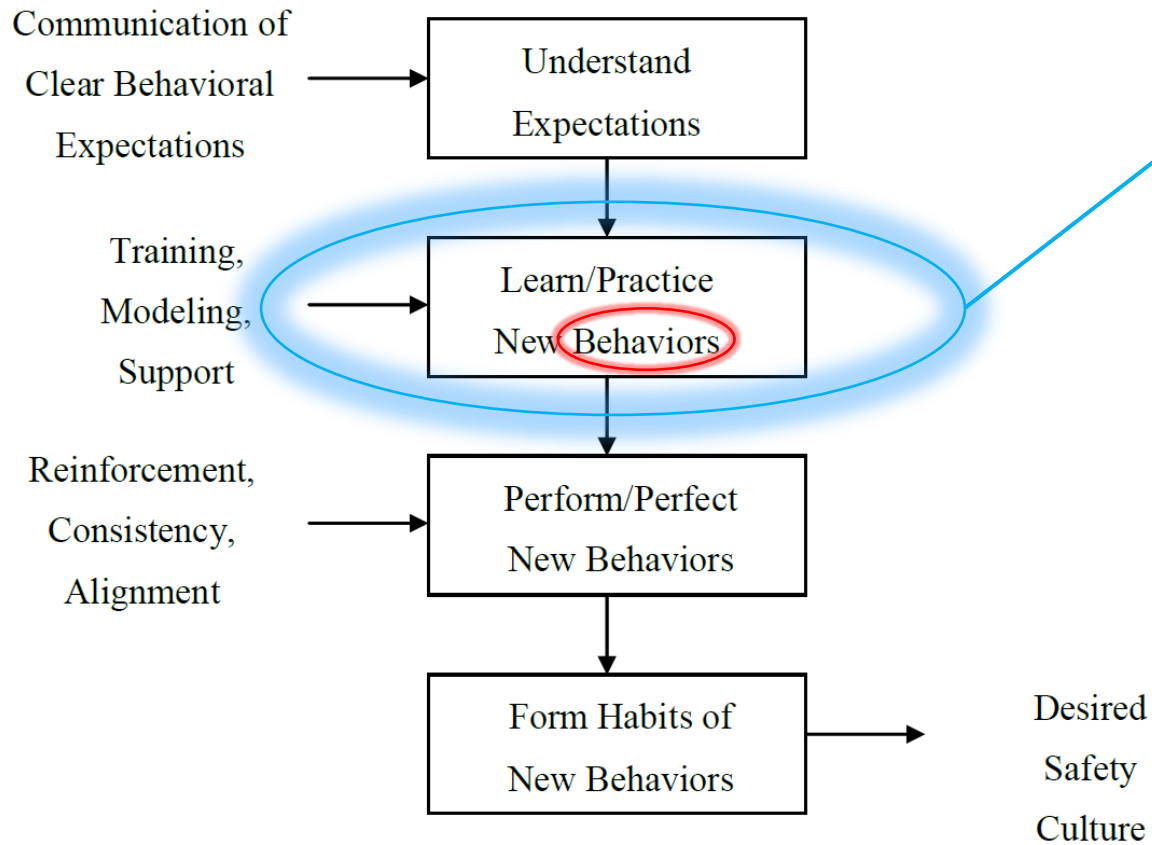 Communication of
Clear Behavioral
Expectations
Understand
Expectations
Training,
Modeling,
Support
Learn/Practice
New Behaviors
Reinforcement,
Consistency,
Alignment
Perform/Perfect
New Behaviors
Form Habits of
New Behaviors
Desired
Safety
Culture